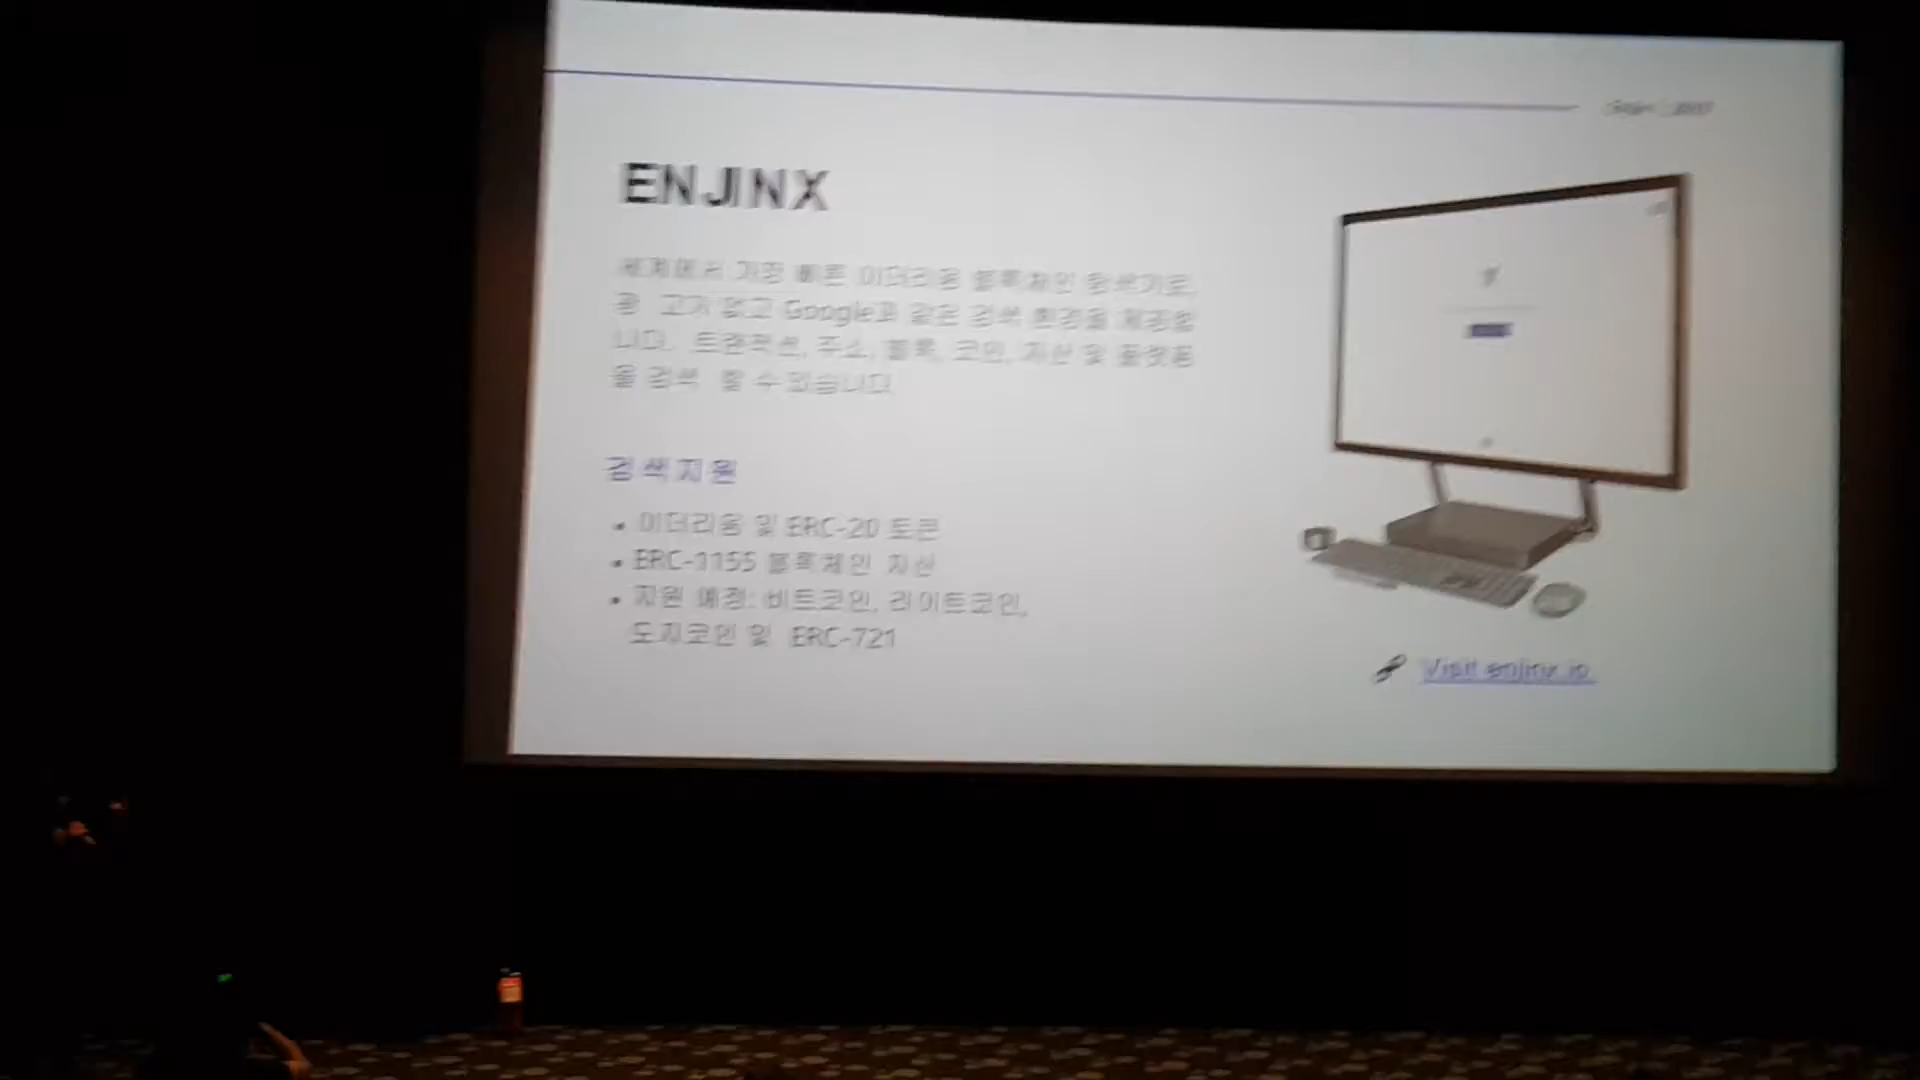 ENJINX
세계에서 가장 빠른 이더리움 블록체인 탐색기로,
광 고가 없고 Google과 같은 검색 환경을 제공합
니다. 트랜잭션, 주소, 블록, 코인, 자산 및 플랫폼
을 검색 할 수 있습니다.
검색지원
• 이더리움 및 ERC-20 토큰
• ERC-1155 블록체인 자산
• 지원 예정: 비트코인, 라이트코인,
도지코인 및 ERC-721
Visit enjinx.io